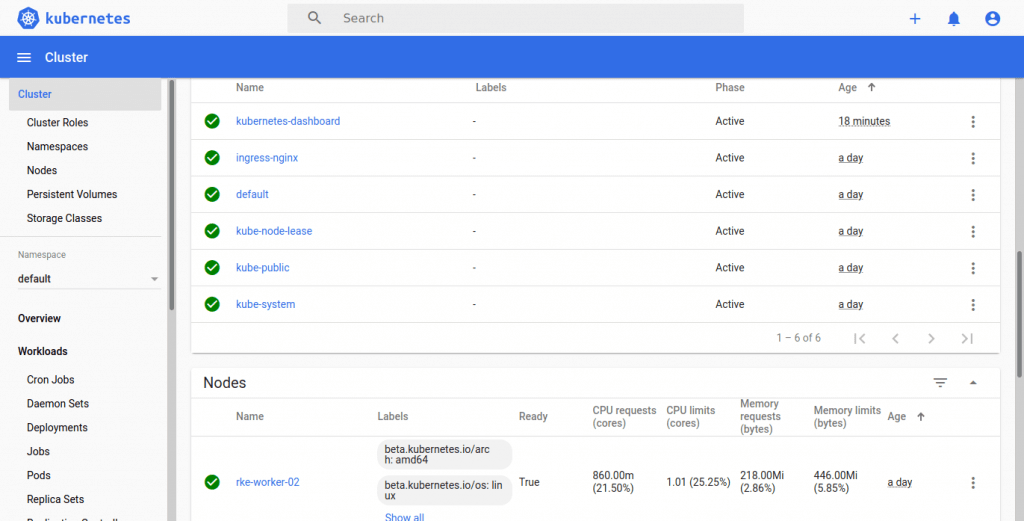 kubernetes
Search
Cluster
Cluster
Cluster Roles
Namespaces
Nodes
Persistent Volumes
Storage Classes
Namespace
default
Overview
Workloads
Cron Jobs
Daemon Sets
Deployments
Jobs
Pods
Replica Sets
Name Labels Phase Age
kubernetes-dashboard - Active 18 minutes
ingress-nginx - Active a day
default - Active a day
kube-node-lease - Active a day
kube-public - Active a day
kube-system - Active a day
1 – 6 of 6
Nodes
Name Labels Ready CPU requests (cores) CPU limits (cores) Memory requests (bytes) Memory limits (bytes) Age
rke-worker-02
beta.kubernetes.io/arc
h: amd64
beta.kubernetes.io/os: lin
ux
Show all
True
860.00m
(21.50%)
1.01 (25.25%)
218.00Mi
(2.86%)
446.00Mi
(5.85%)
a day